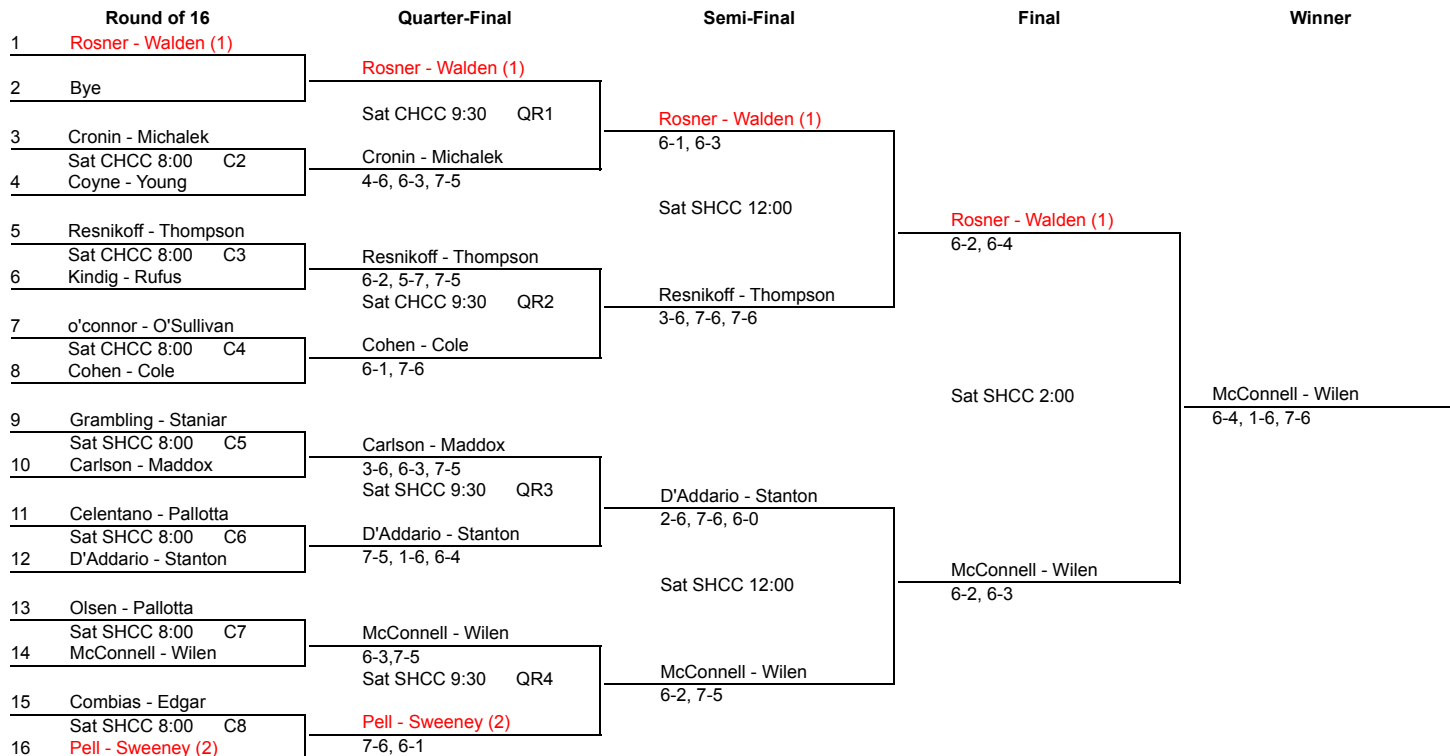 Round of 16 Quarter-Final Semi-Final Final Winner
1 Rosner - Walden (1)
2 Bye
3 Cronin - Michalek
Sat CHCC 8:00 C2
4 Coyne - Young
5 Resnikoff - Thompson
Sat CHCC 8:00 C3
6 Kindig - Rufus
7 o'connor - O'Sullivan
Sat CHCC 8:00 C4
8 Cohen - Cole
9 Grambling - Staniar
Sat SHCC 8:00 C5
10 Carlson - Maddox
11 Celentano - Pallotta
Sat SHCC 8:00 C6
12 D'Addario - Stanton
13 Olsen - Pallotta
Sat SHCC 8:00 C7
14 McConnell - Wilen
15 Combias - Edgar
Sat SHCC 8:00 C8
16 Pell - Sweeney (2)
Rosner - Walden (1)
Sat CHCC 9:30 QR1
Cronin - Michalek
4-6, 6-3, 7-5
Resnikoff - Thompson
6-2, 5-7, 7-5
Sat CHCC 9:30 QR2
Cohen - Cole
6-1, 7-6
Carlson - Maddox
3-6, 6-3, 7-5
Sat SHCC 9:30 QR3
D'Addario - Stanton
7-5, 1-6, 6-4
McConnell - Wilen
6-3,7-5
Sat SHCC 9:30 QR4
Pell - Sweeney (2)
7-6, 6-1
Rosner - Walden (1)
6-1, 6-3
Sat SHCC 12:00
Resnikoff - Thompson
3-6, 7-6, 7-6
D'Addario - Stanton
2-6, 7-6, 6-0
Sat SHCC 12:00
McConnell - Wilen
6-2, 7-5
Rosner - Walden (1)
6-2, 6-4
Sat SHCC 2:00
McConnell - Wilen
6-2, 6-3
McConnell - Wilen
6-4, 1-6, 7-6